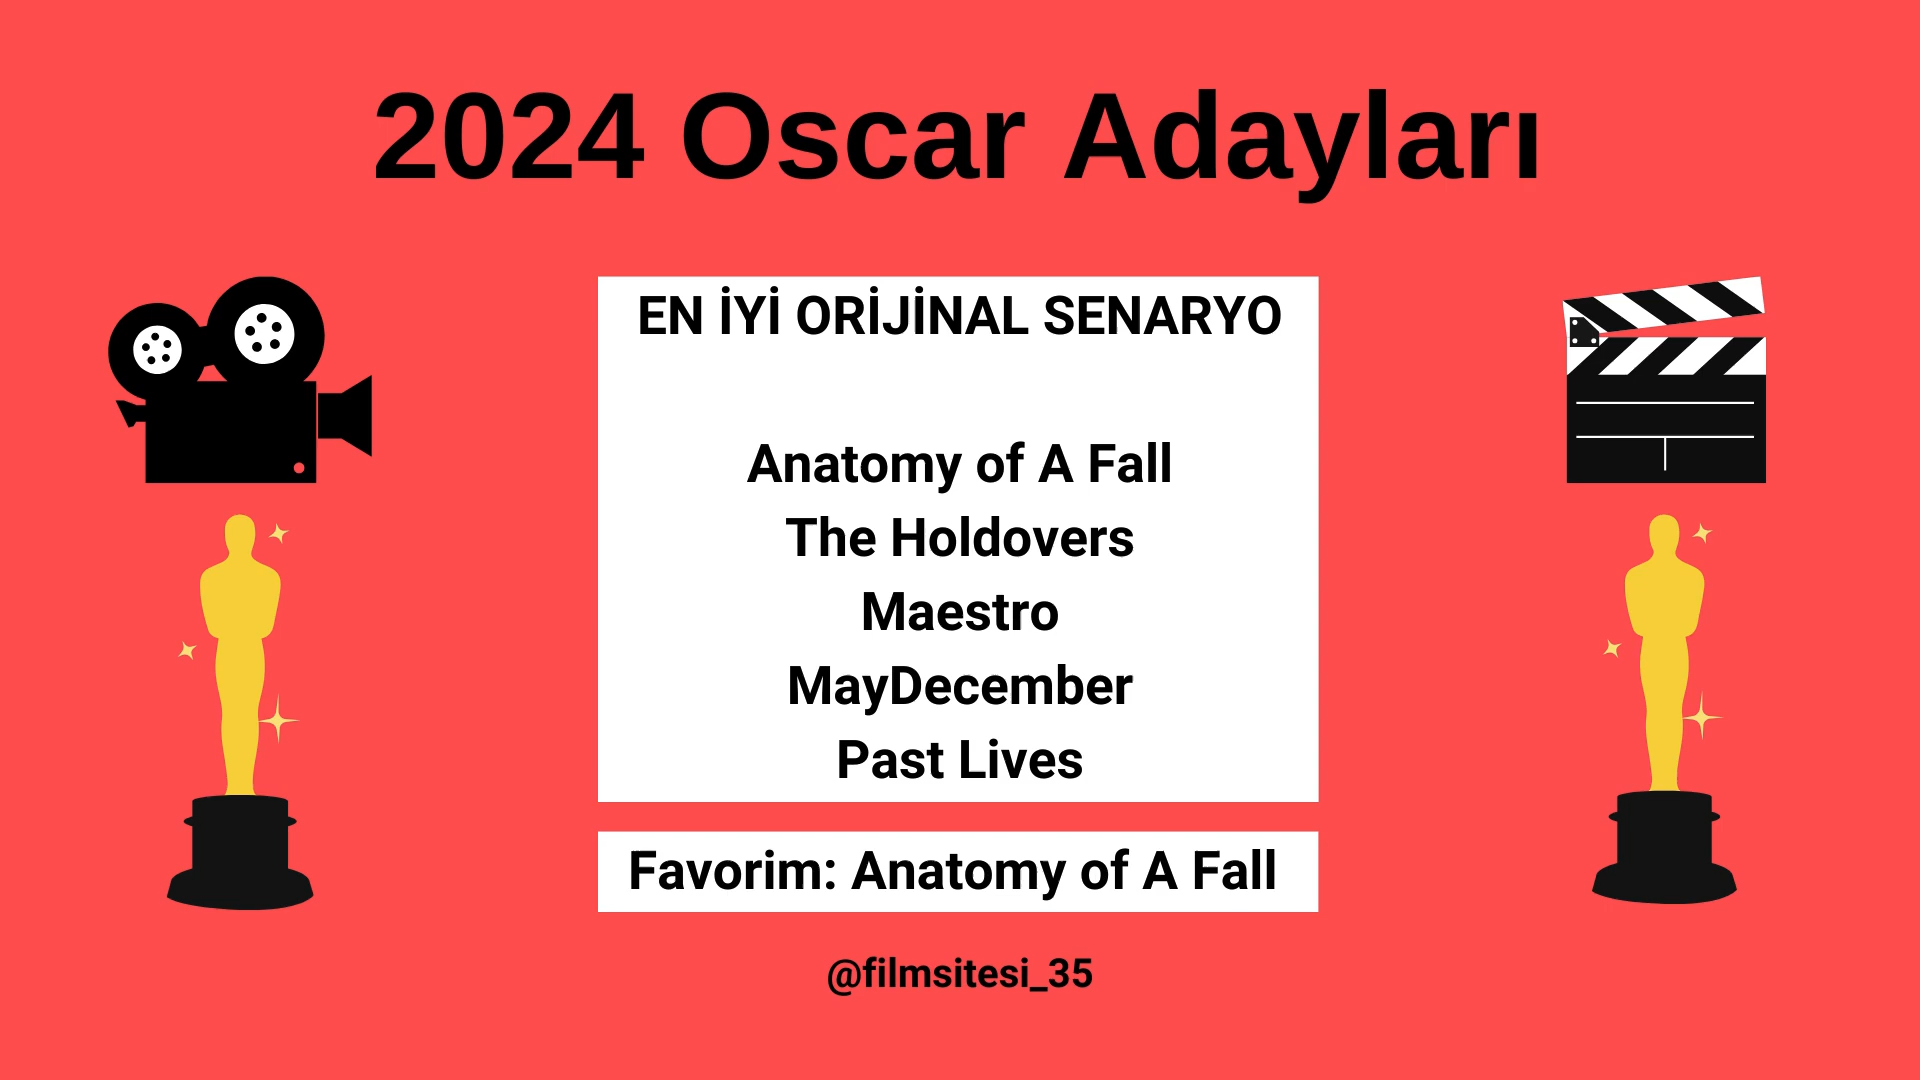 2024 Oscar Adayları
EN İYİ ORİJİNAL SENARYO
Anatomy of A Fall
The Holdovers
Maestro
MayDecember
Past Lives
Favorim: Anatomy of A Fall
@filmsitesi_35